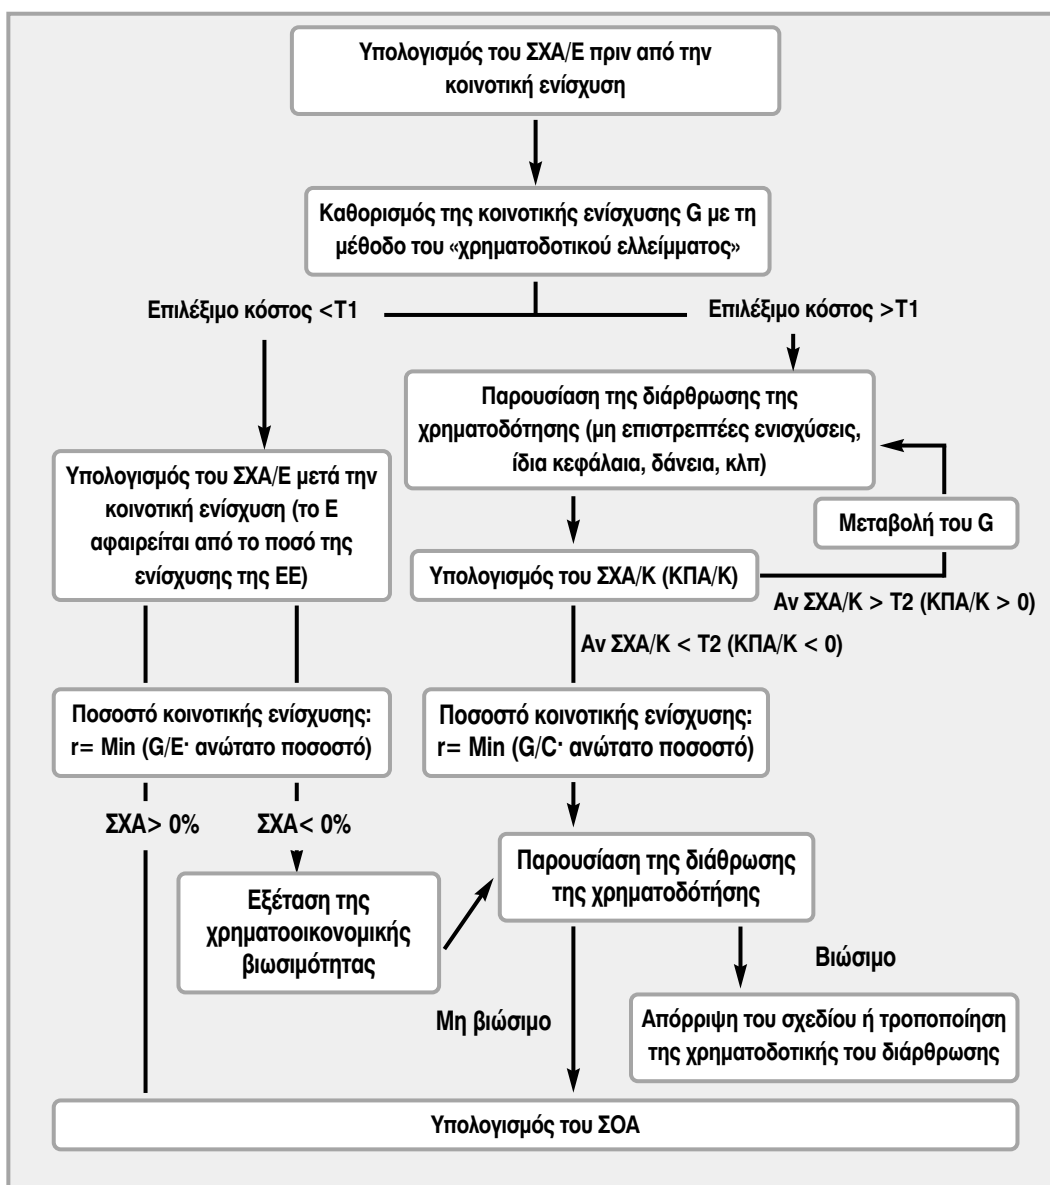 Υπολογισμός του ΣΧΑ/Ε πριν από την
κοινοτική ενίσχυση
Καθορισμός της κοινοτικής ενίσχυσης G με τη
μέθοδο του «χρηματοδοτικού ελλείμματος»
Επιλέξιμο κόστος <T1
Επιλέξιμο κόστος >T1
Παρουσίαση της διάρθρωσης της
χρηματοδότησης (μη επιστρεπτέες ενισχύσεις,
ίδια κεφάλαια, δάνεια, κλπ)
Υπολογισμός του ΣΧΑ/Ε μετά την
κοινοτική ενίσχυση (το Ε
αφαιρείται από το ποσό της
ενίσχυσης της ΕΕ)
Μεταβολή του G
Υπολογισμός του ΣΧΑ/Κ (ΚΠΑ/Κ)
Αν ΣΧΑ/Κ > Τ2 (ΚΠΑ/Κ > 0)
Αν ΣΧΑ/Κ < Τ2 (ΚΠΑ/Κ < 0)
Ποσοστό κοινοτικής ενίσχυσης:
r= Min (G/E· ανώτατο ποσοστό)
Ποσοστό κοινοτικής ενίσχυσης:
r= Min (G/C· ανώτατο ποσοστό)
ΣΧΑ> 0%
ΣΧΑ< 0%
Παρουσίαση της διάθρωσης
της χρηματοδότήσης
Εξέταση της
χρηματοοικονομικής
βιωσιμότητας
Βιώσιμο
Μη βιώσιμο
Απόρριψη του σχεδίου ή τροποποίηση
της χρηματοδοτικής του διάρθρωσης
Υπολογισμός του ΣΟΑ